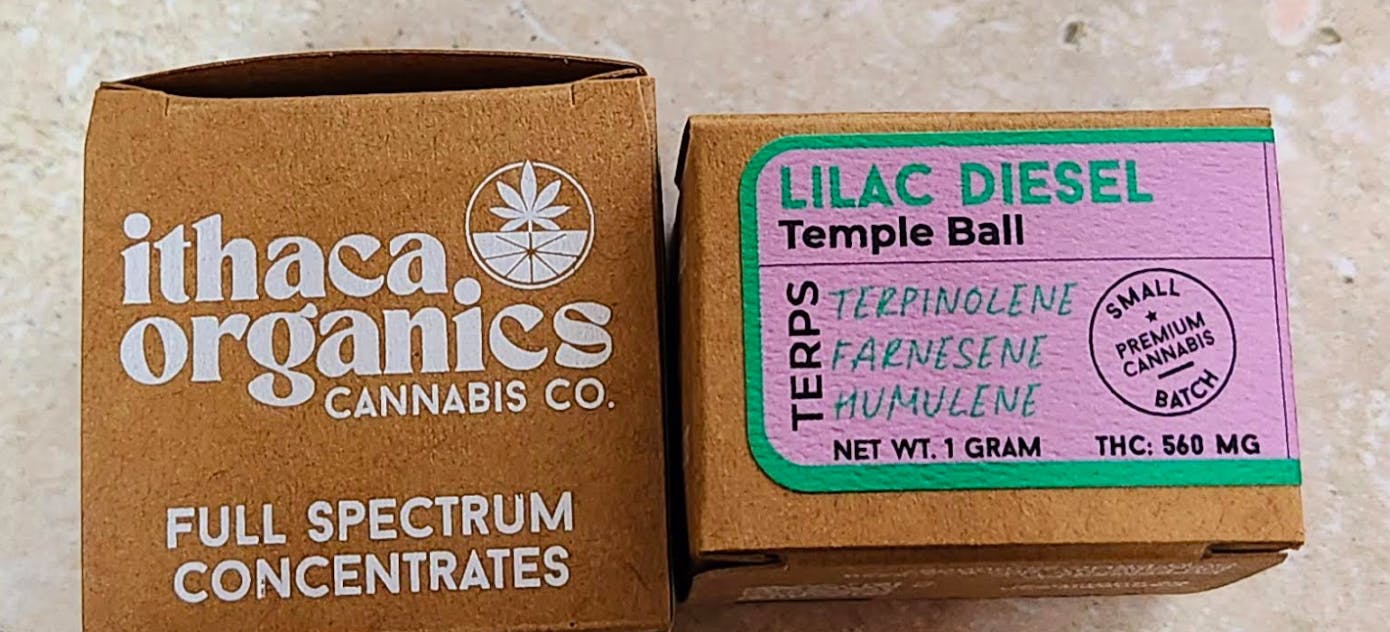 ithaca
organics
CANNABIS CO.
FULL SPECTRUM
CONCENTRATES
LILAC DIESEL
Temple Ball
TERPS
TERPINOLENE
FARNESENE
HUMULENE
SMALL
PREMIUM
CANNABIS
BATCH
NET WT. 1 GRAM
THC: 560 MG